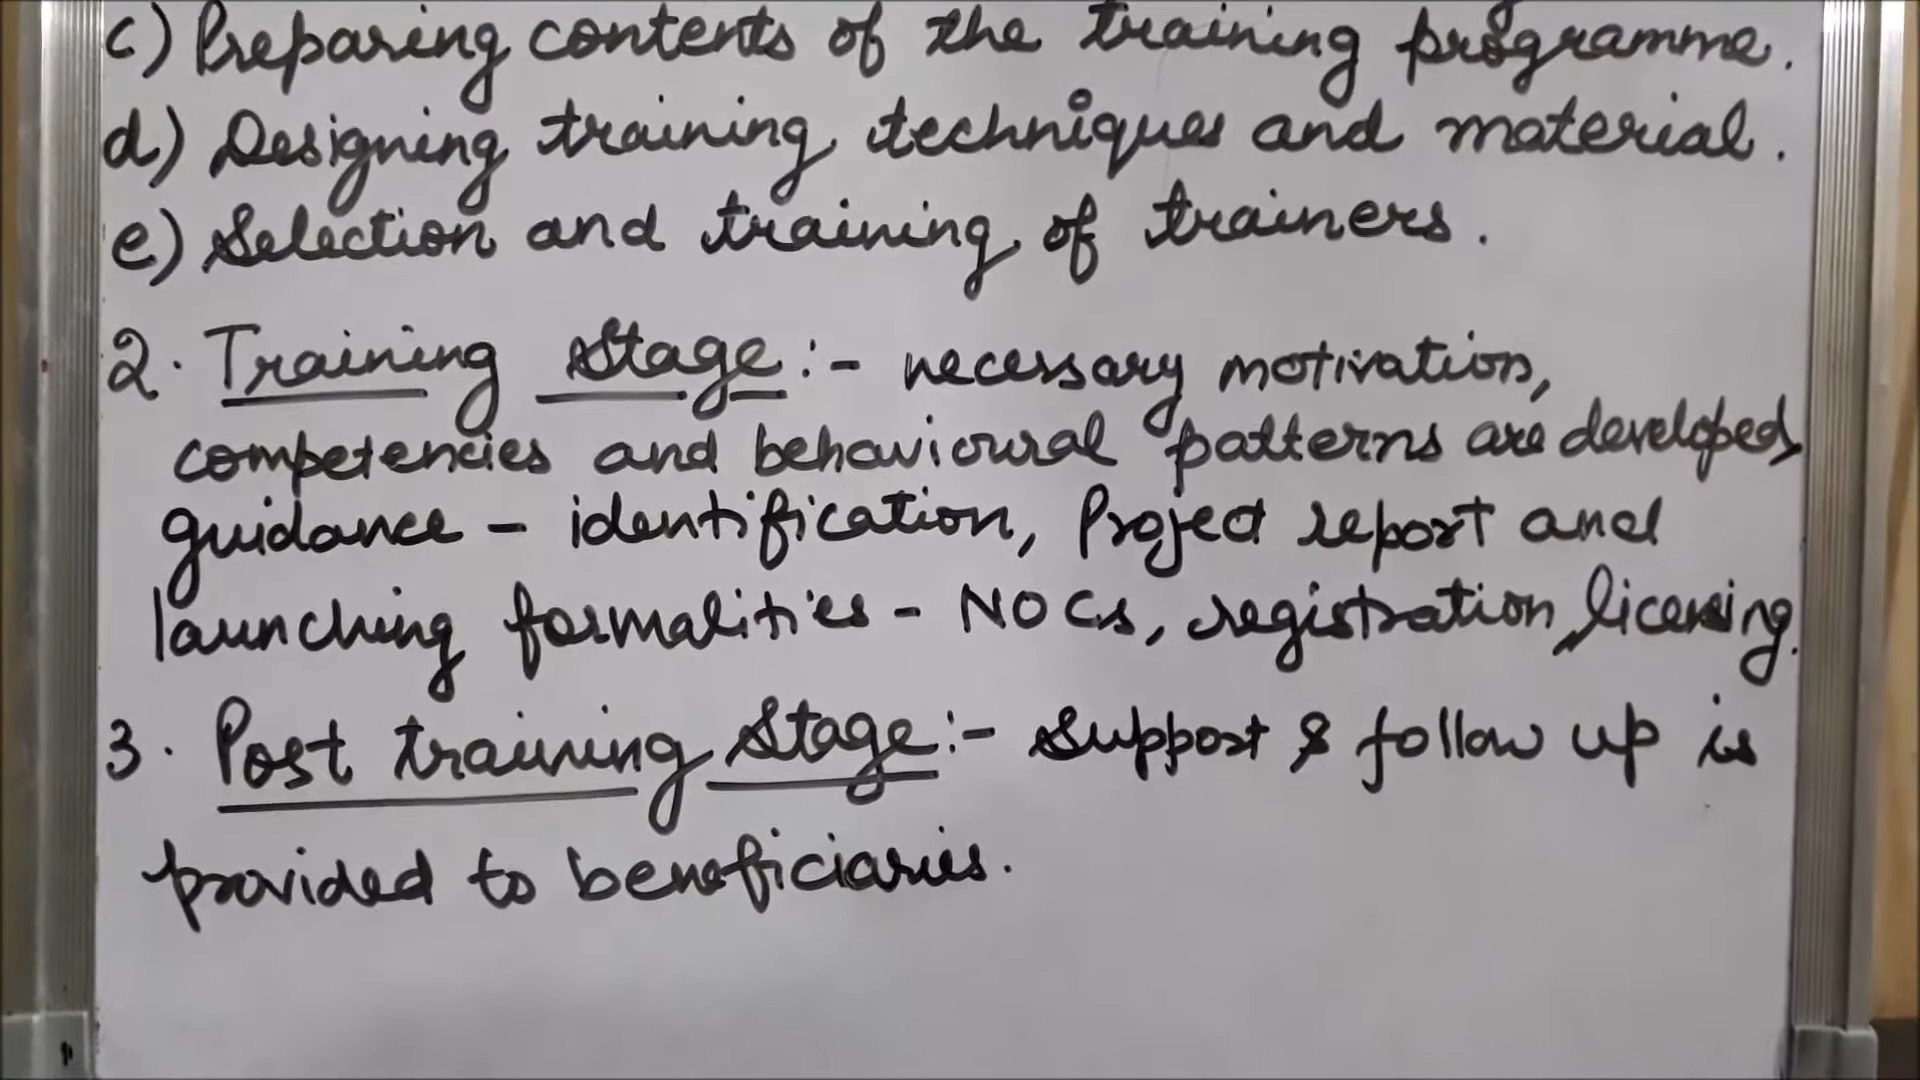 c) Preparing contents of the training programme.
d) Designing training techniques and material.
e) Selection and training of trainers.
2. Training Stage :- necessary motivation,
competencies and behavioural patterns are developed,
guidance - identification, Project report and
launching formalities - NOCs, registration, licensing.
3. Post training Stage :- Support & follow up is
provided to beneficiaries.